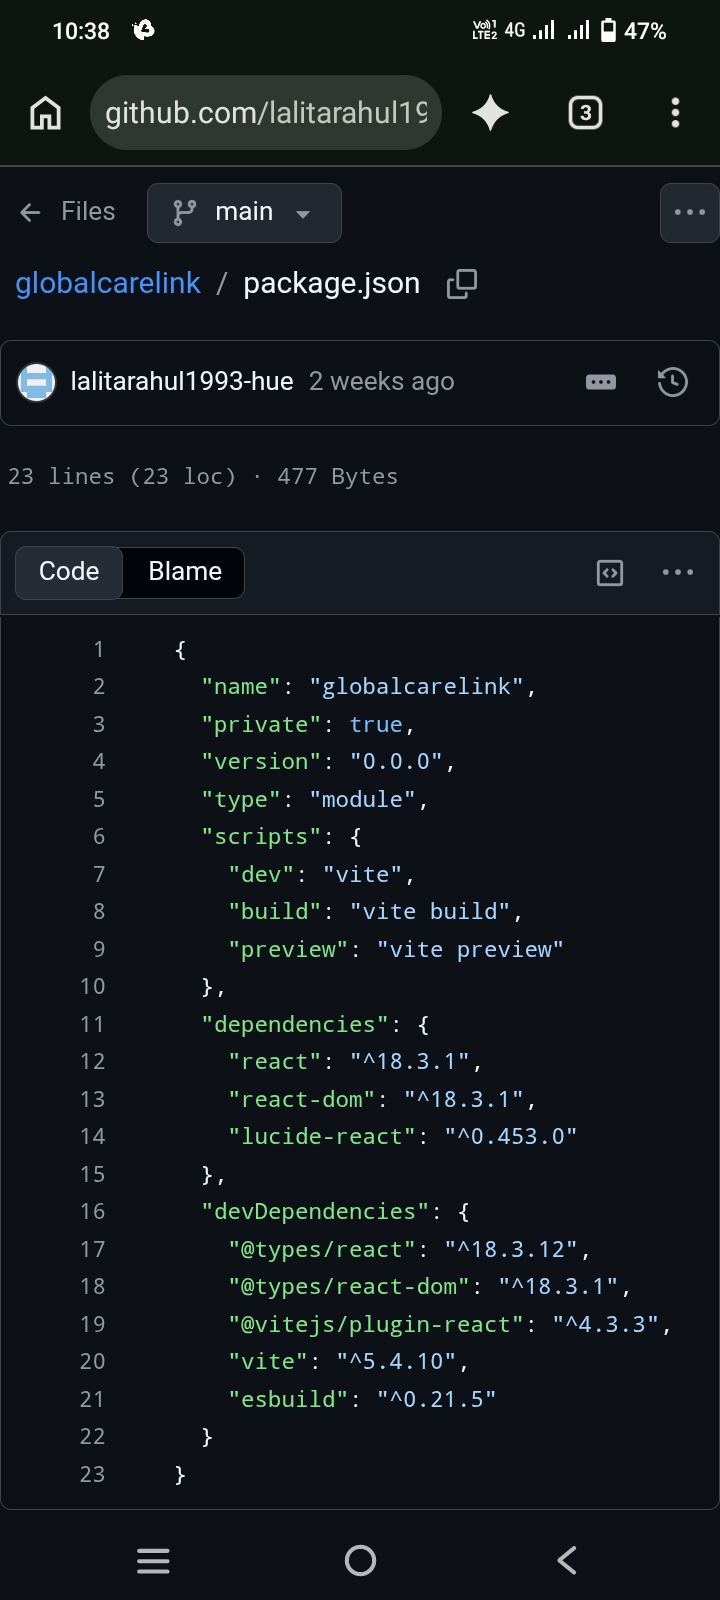 10:38 Vo))1 LTE2 4G 47%
github.com/lalitarahul19 3
Files main
globalcarelink / package.json
lalitarahul1993-hue 2 weeks ago
23 lines (23 loc) · 477 Bytes
Code Blame
1 {
2   "name": "globalcarelink",
3   "private": true,
4   "version": "0.0.0",
5   "type": "module",
6   "scripts": {
7     "dev": "vite",
8     "build": "vite build",
9     "preview": "vite preview"
10   },
11   "dependencies": {
12     "react": "^18.3.1",
13     "react-dom": "^18.3.1",
14     "lucide-react": "^0.453.0"
15   },
16   "devDependencies": {
17     "@types/react": "^18.3.12",
18     "@types/react-dom": "^18.3.1",
19     "@vitejs/plugin-react": "^4.3.3",
20     "vite": "^5.4.10",
21     "esbuild": "^0.21.5"
22   }
23 }